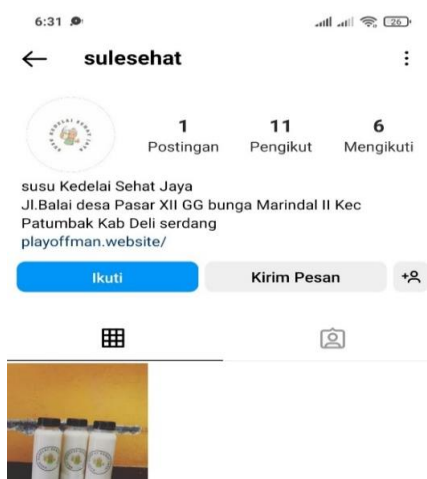 6:31
26
sulesehat
1
Postingan
11
Pengikut
6
Mengikuti
susu Kedelai Sehat Jaya
Jl.Balai desa Pasar XII GG bunga Marindal II Kec
Patumbak Kab Deli serdang
playoffman.website/
Ikuti
Kirim Pesan